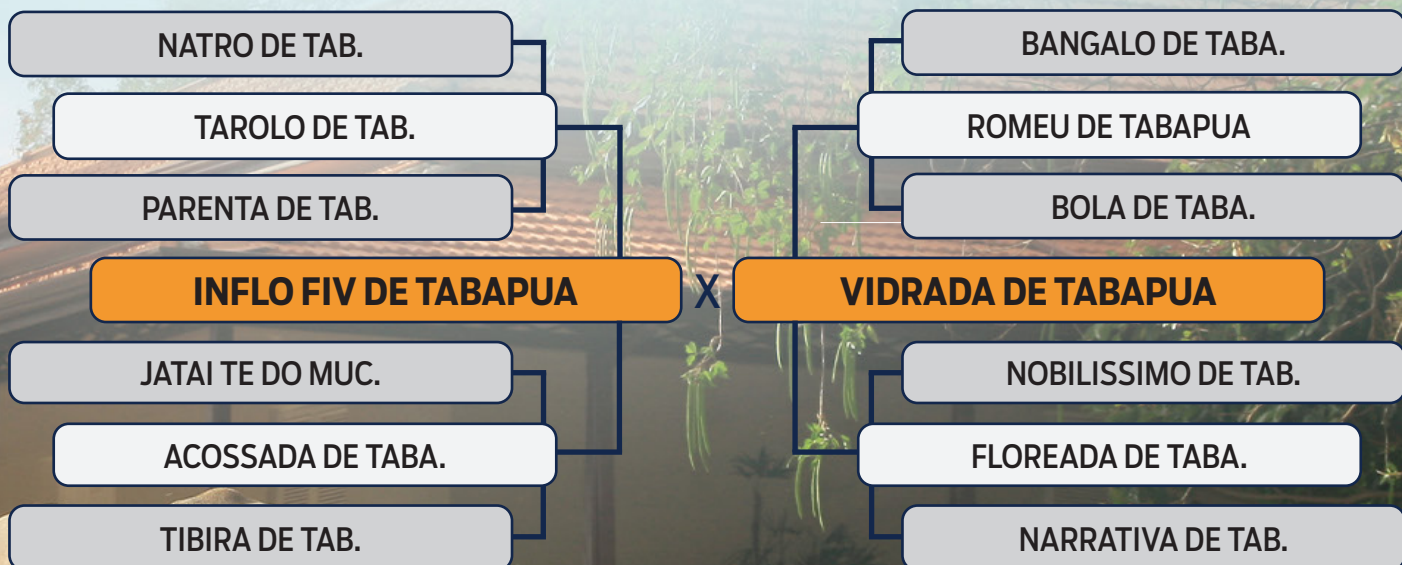 NATRO DE TAB.
TAROLO DE TAB.
PARENTA DE TAB.
INFLO FIV DE TABAPUA
JATAI TE DO MUC.
ACOSSADA DE TABA.
TIBIRA DE TAB.
X
BANGALO DE TABA.
ROMEU DE TABAPUA
BOLA DE TABA.
VIDRADA DE TABAPUA
NOBILISSIMO DE TAB.
FLOREADA DE TABA.
NARRATIVA DE TAB.